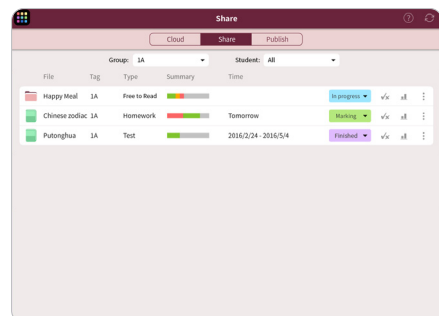 Share
Cloud Share Publish
Group: 1A Student: All
File Tag Type Summary Time
Happy Meal 1A Free to Read In progress
Chinese zodiac 1A Homework Tomorrow Marking
Putonghua 1A Test 2016/2/24 - 2016/5/4 Finished